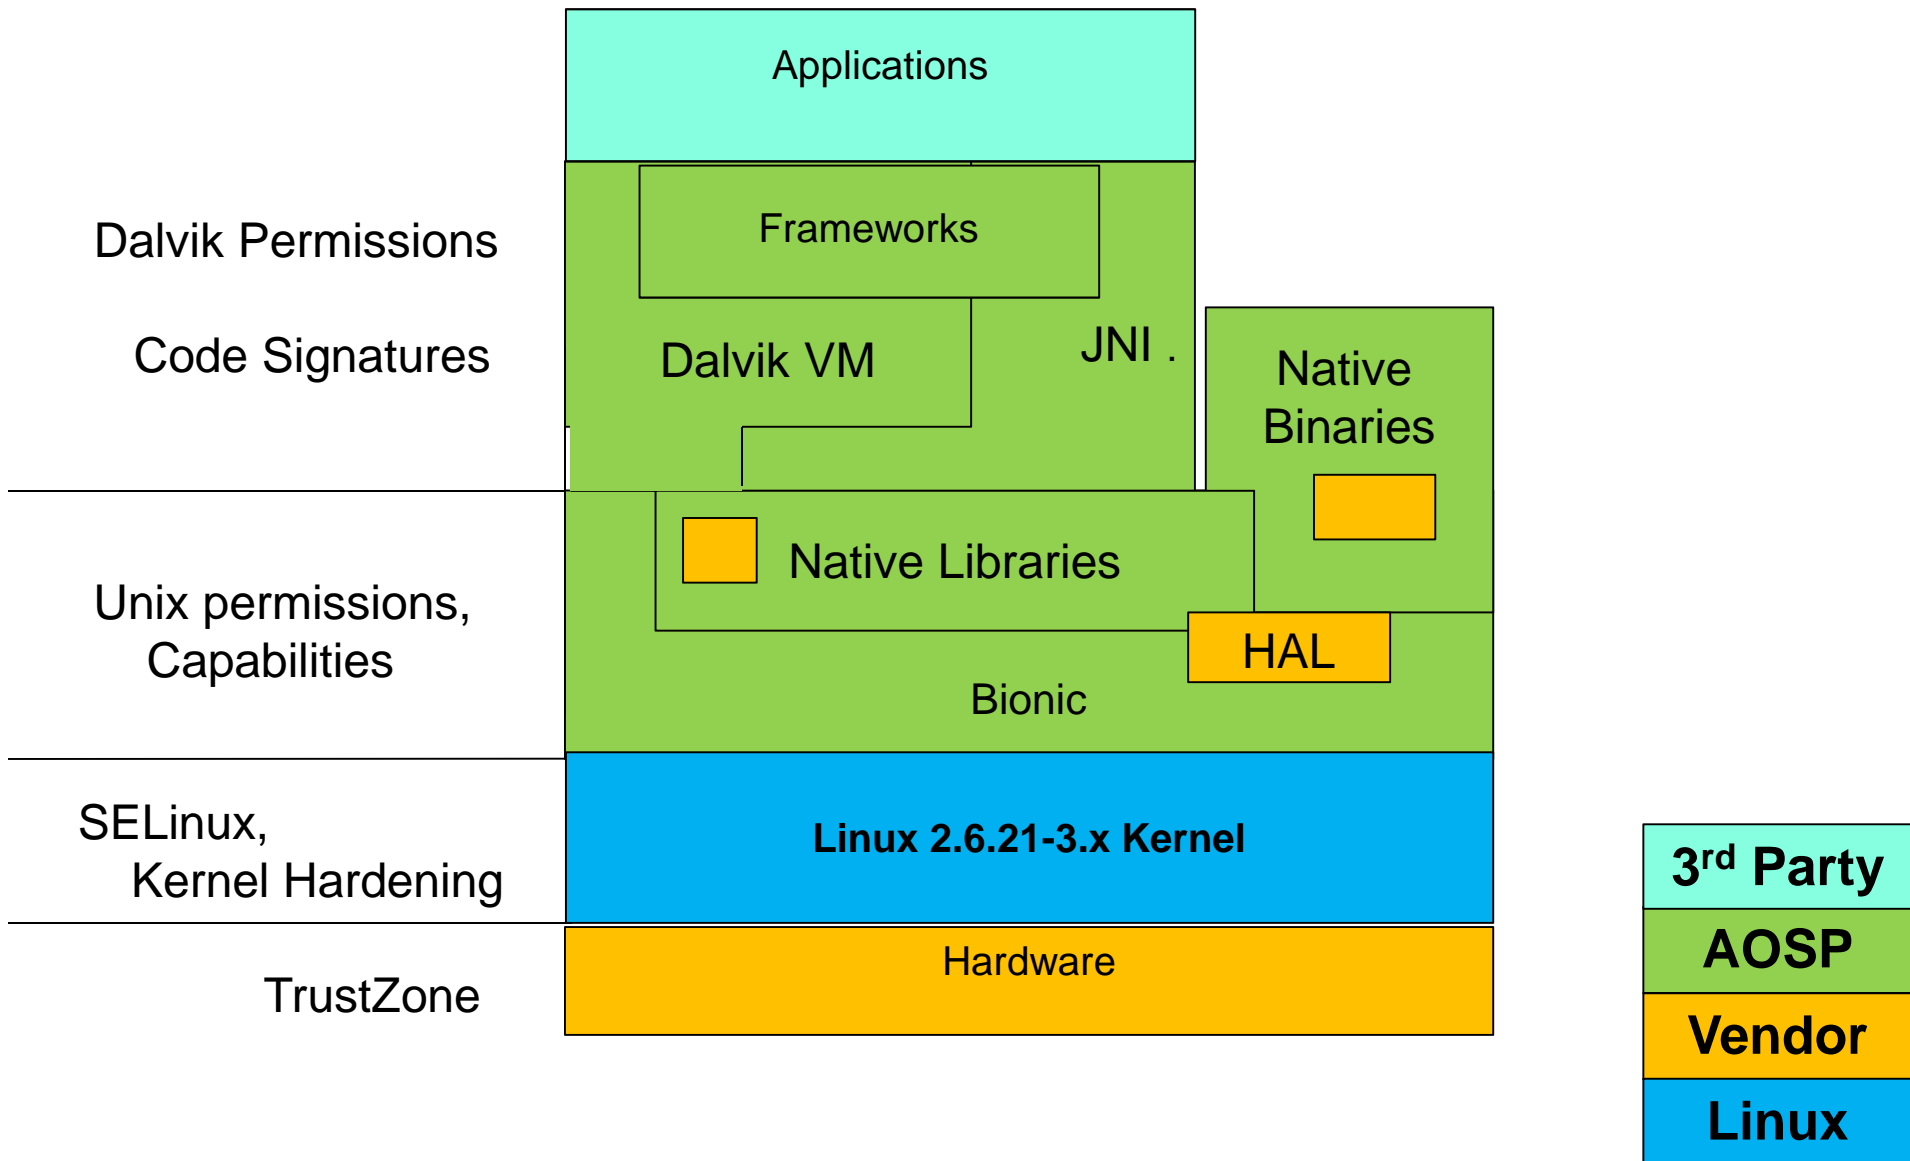 Applications
Dalvik Permissions
Frameworks
Code Signatures
Dalvik VM
JNI .
Native
Binaries
Native Libraries
Unix permissions,
Capabilities
HAL
Bionic
SELinux,
Kernel Hardening
Linux 2.6.21-3.x Kernel
TrustZone
Hardware
3rd Party
AOSP
Vendor
Linux